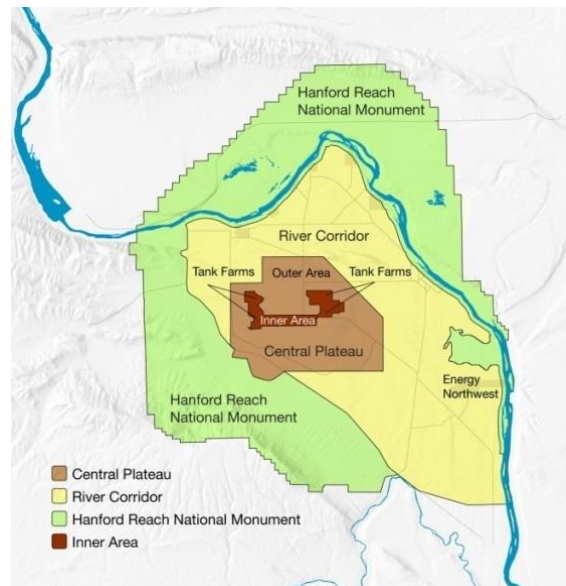 Hanford Reach
National Monument
River Corridor
Tank Farms
Outer Area
Tank Farms
Inner Area
Central Plateau
Energy
Northwest
Hanford Reach
National Monument
Central Plateau
River Corridor
Hanford Reach National Monument
Inner Area